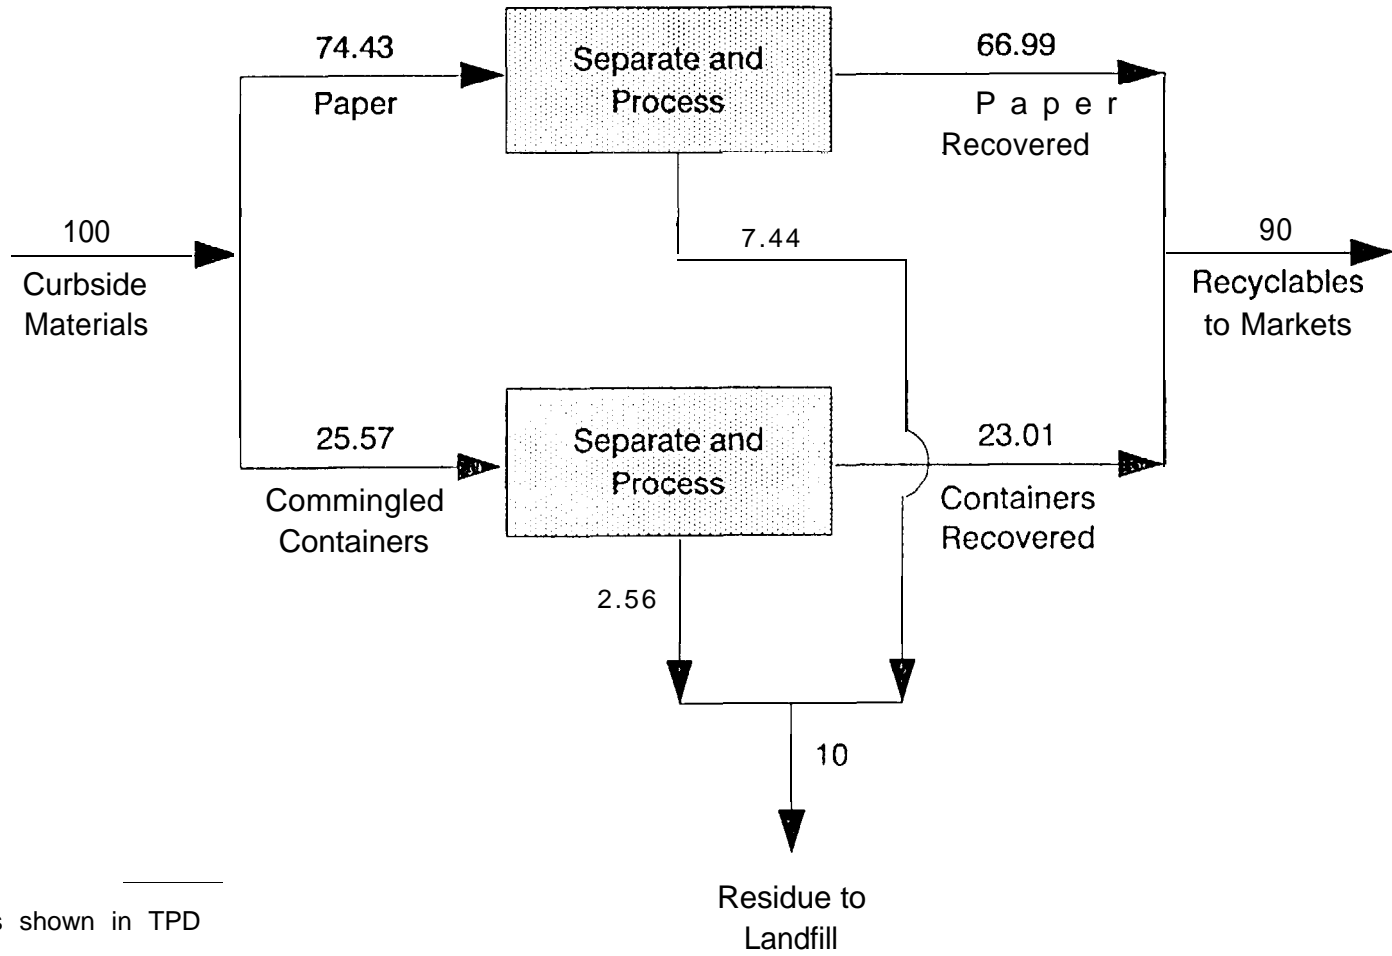 74.43
Paper
Separate and
Process
66.99
Paper
Recovered
100
Curbside
Materials
7.44
90
Recyclables
to Markets
25.57
Commingled
Containers
Separate and
Process
23.01
Containers
Recovered
2.56
10
Residue to
Landfill
shown in TPD